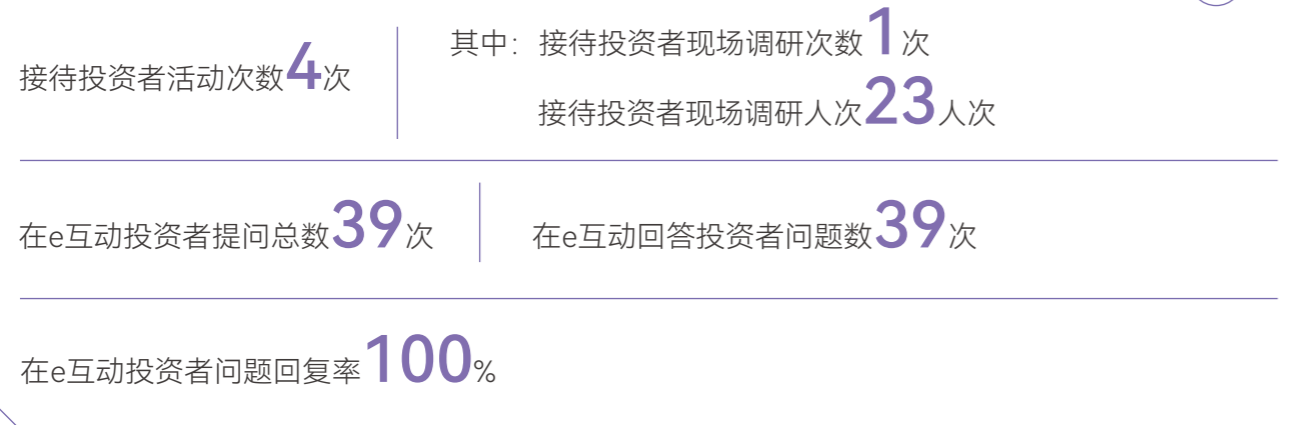 接待投资者活动次数4次
其中：接待投资者现场调研次数1次
接待投资者现场调研人次23人次
在e互动投资者提问总数39次
在e互动回答投资者问题数39次
在e互动投资者问题回复率100%